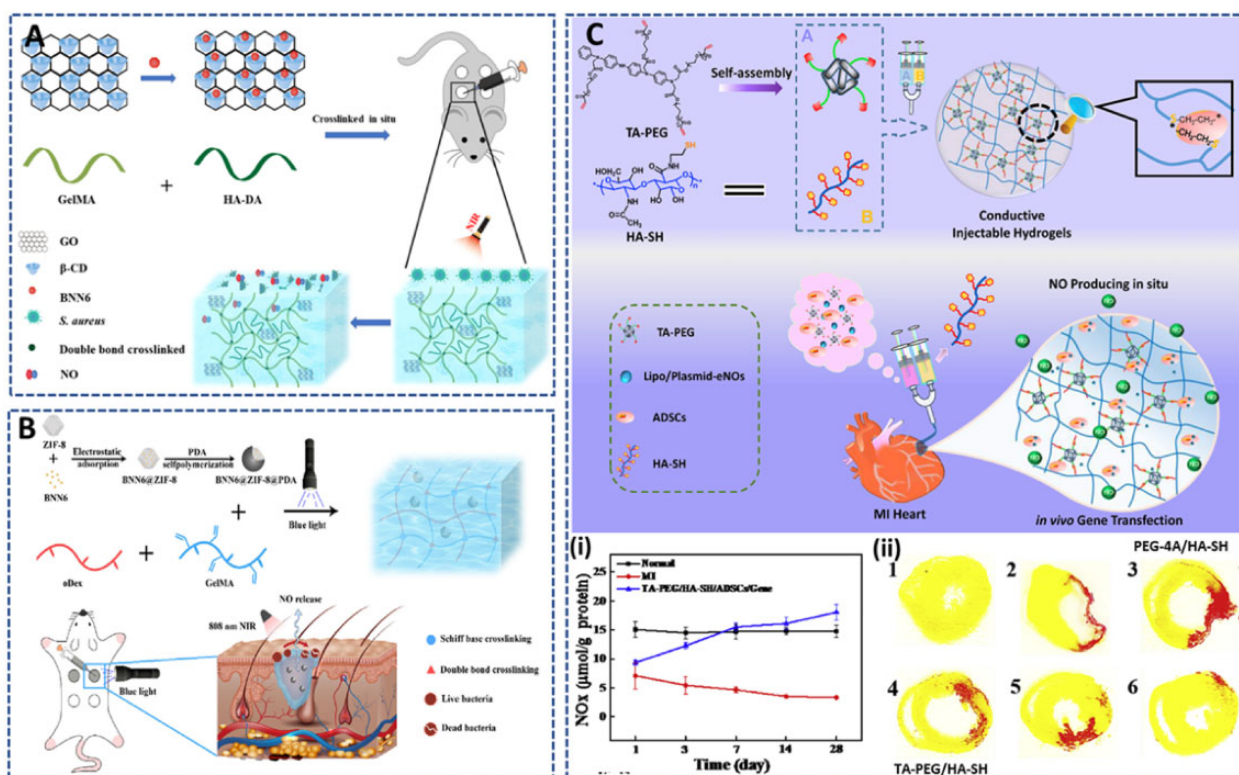 A
Crosslinked in situ
GelMA
+
HA-DA
GO
β-CD
BNN6
S. aureus
Double bond crosslinked
NO
NIR
B
ZIF-8
+
BNN6
Electrostatic
adsorption
BNN6@ZIF-8
PDA
selfpolymerization
BNN6@ZIF-8@PDA
+
Blue light
oDex
+
GelMA
Blue light
808 nm NIR
NO release
Schiff base crosslinking
Double bond crosslinking
Live bacteria
Dead bacteria
C
TA-PEG
Self-assembly
A
B
A
B
SH
HA-SH
-CH₂-CH₂-
-CH₂-CH₂-
Conductive
Injectable Hydrogels
TA-PEG
Lipo/Plasmid-eNOs
ADSCs
HA-SH
MI Heart
NO Producing in situ
NO
in vivo Gene Transfection
(i)
Normal
MI
TA-PEG/HA-SH/ADSCs/Gene
NOx (μmol/g protein)
30
25
20
15
10
5
0
1 3 7 14 28
Time (day)
(ii)
PEG-4A/HA-SH
1 2 3
4 5 6
TA-PEG/HA-SH